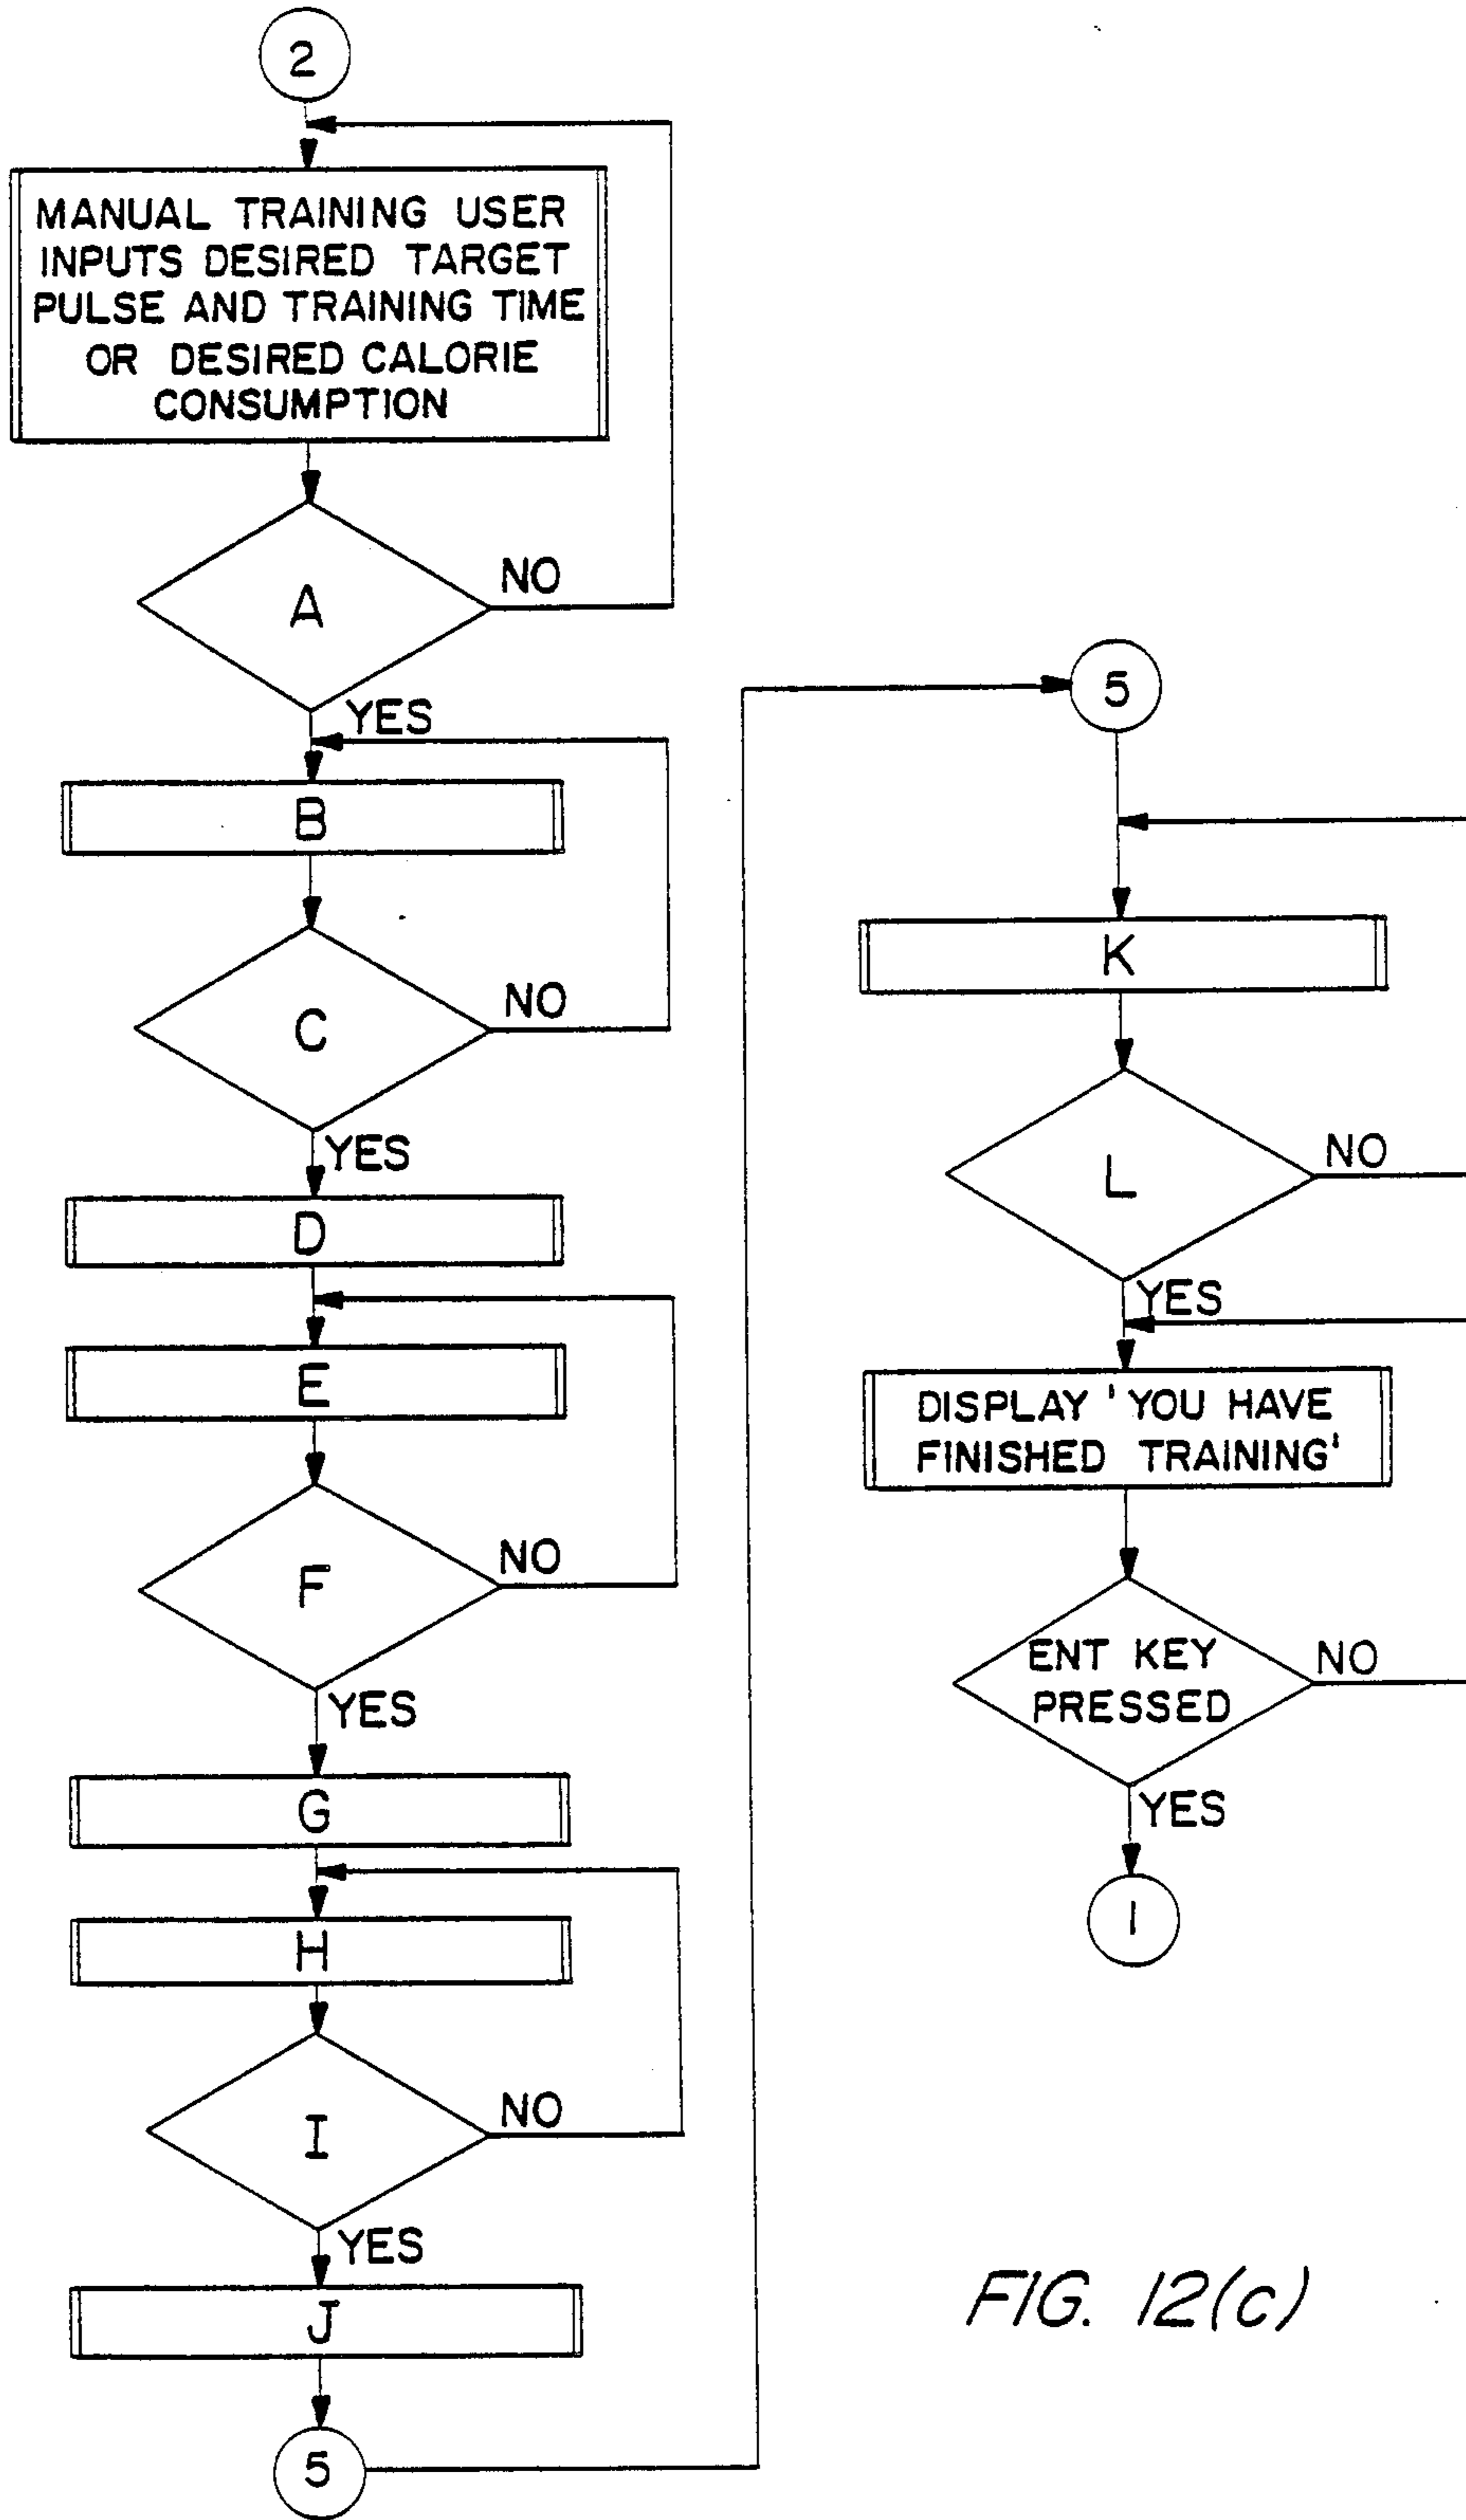 2
MANUAL TRAINING USER
INPUTS DESIRED TARGET
PULSE AND TRAINING TIME
OR DESIRED CALORIE
CONSUMPTION
A
NO
YES
B
C
NO
YES
D
E
F
NO
YES
G
H
I
NO
YES
J
5
5
K
L
NO
YES
DISPLAY 'YOU HAVE
FINISHED TRAINING'
ENT KEY
PRESSED
NO
YES
1
FIG. 12(c)